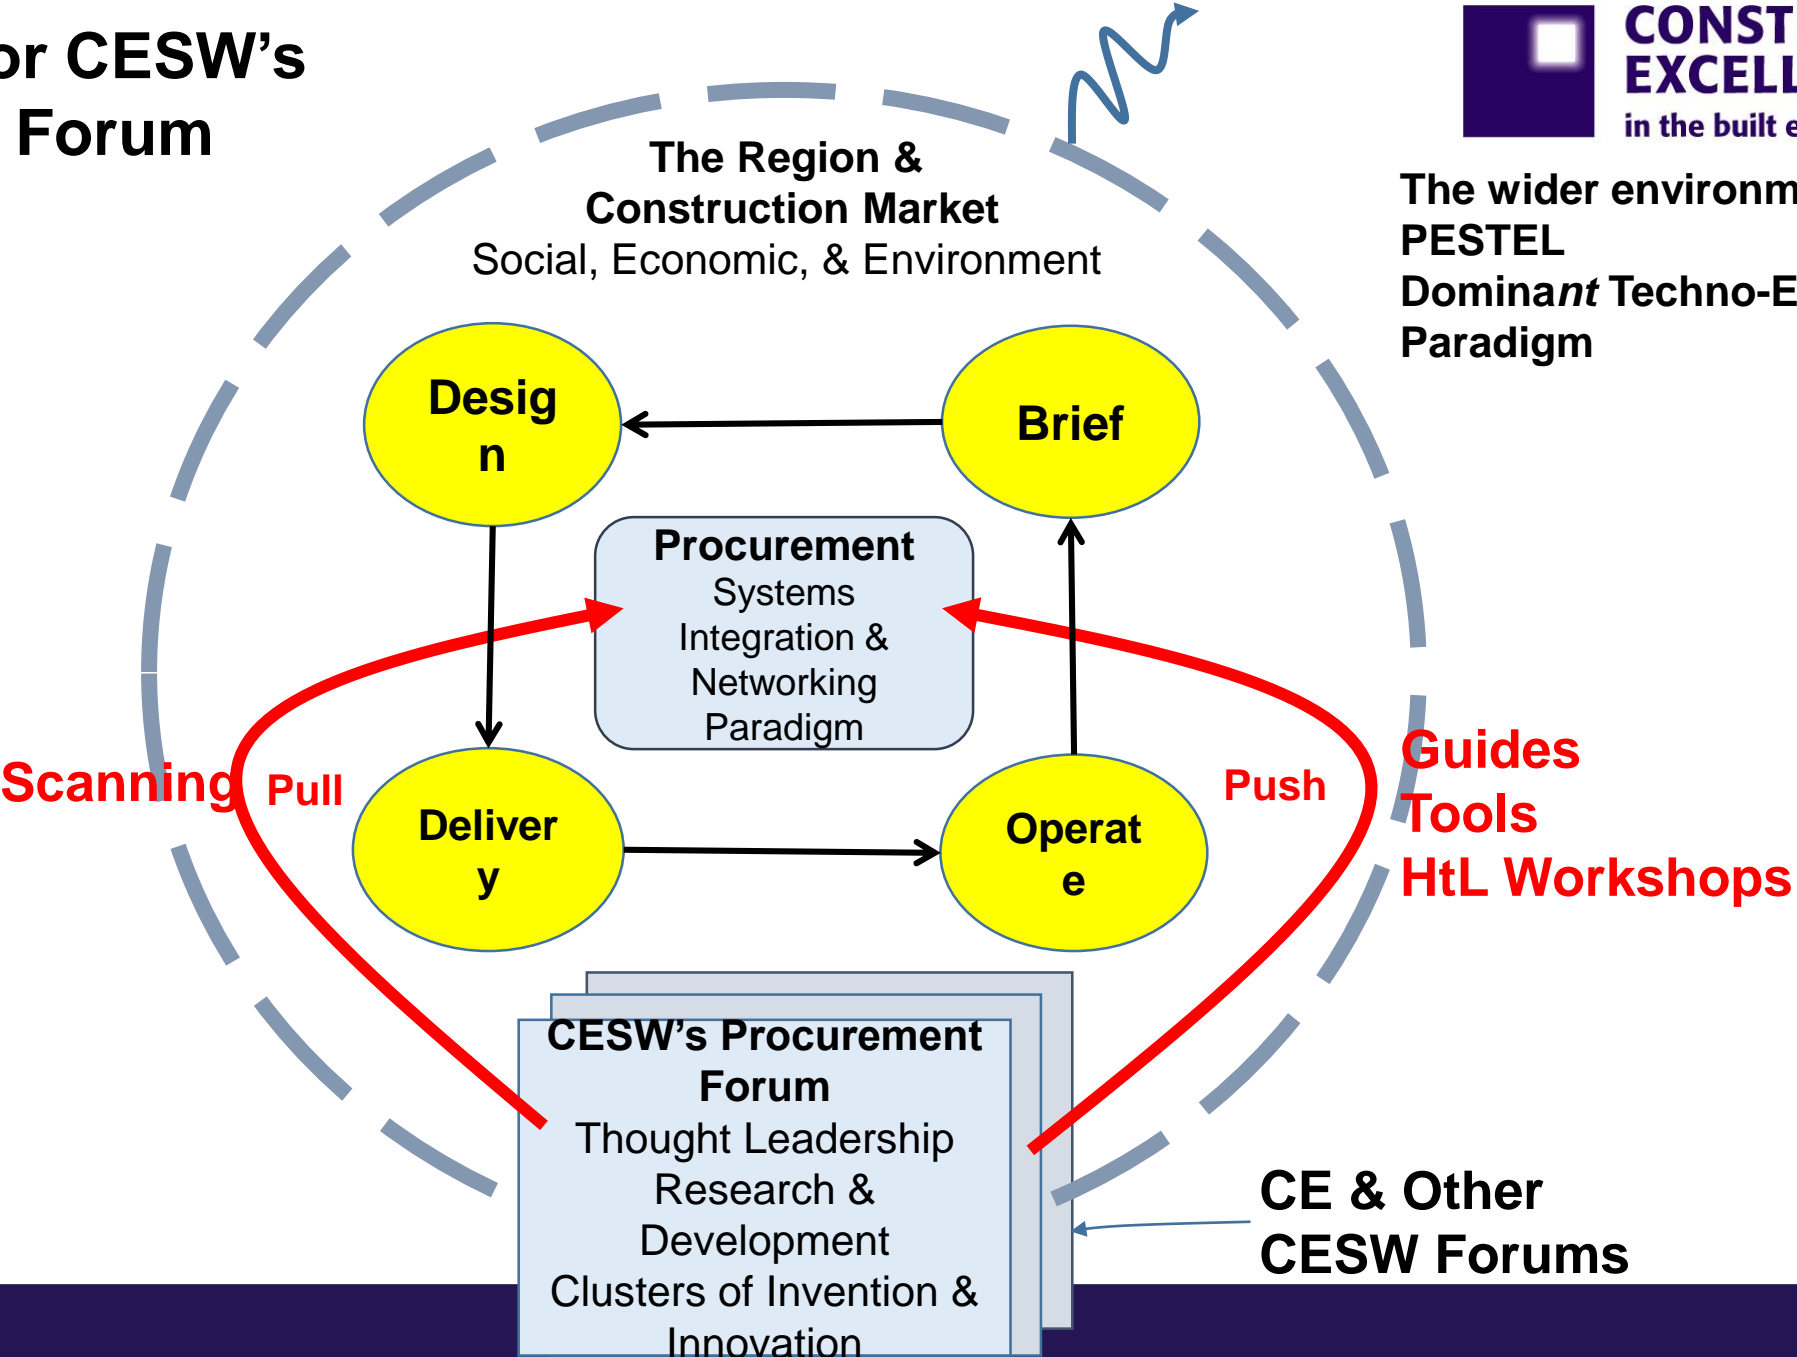 or CESW's
Forum
CONST
EXCELL
in the built e
The wider environm
PESTEL
Dominant Techno-E
Paradigm
The Region &
Construction Market
Social, Economic, & Environment
Desig
n
Brief
Procurement
Systems
Integration &
Networking
Paradigm
Scanning
Pull
Push
Guides
Tools
HtL Workshops
Deliver
y
Operat
e
CESW's Procurement
Forum
Thought Leadership
Research &
Development
Clusters of Invention &
Innovation
CE & Other
CESW Forums